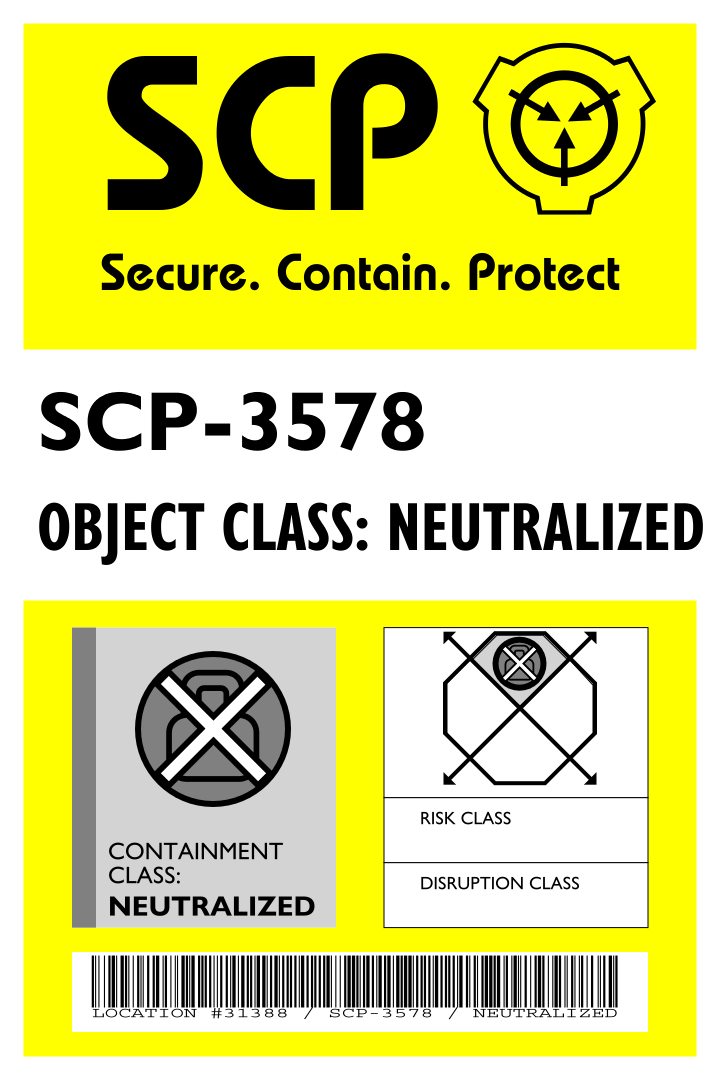 SCP
Secure. Contain. Protect
SCP-3578
OBJECT CLASS: NEUTRALIZED
CONTAINMENT
CLASS:
NEUTRALIZED
RISK CLASS
DISRUPTION CLASS
LOCATION #31388 / SCP-3578 / NEUTRALIZED